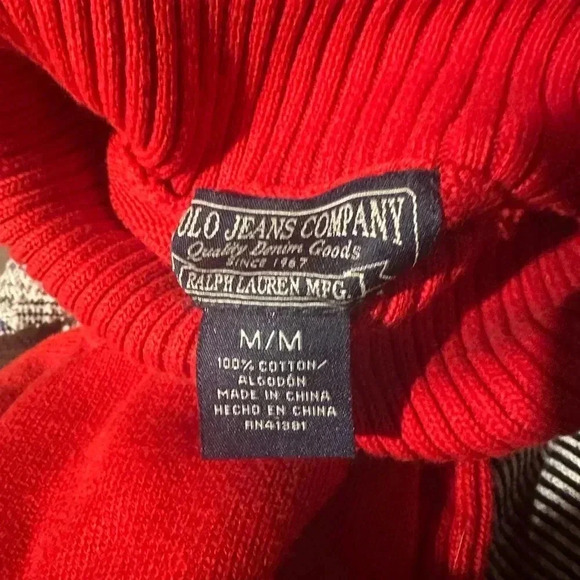 OLO JEANS COMPANY
Quality Denim Goods
SINCE 1967
RALPH LAUREN MFG.
M/M
100% COTTON/
ALGODÓN
MADE IN CHINA
HECHO EN CHINA
RN41381